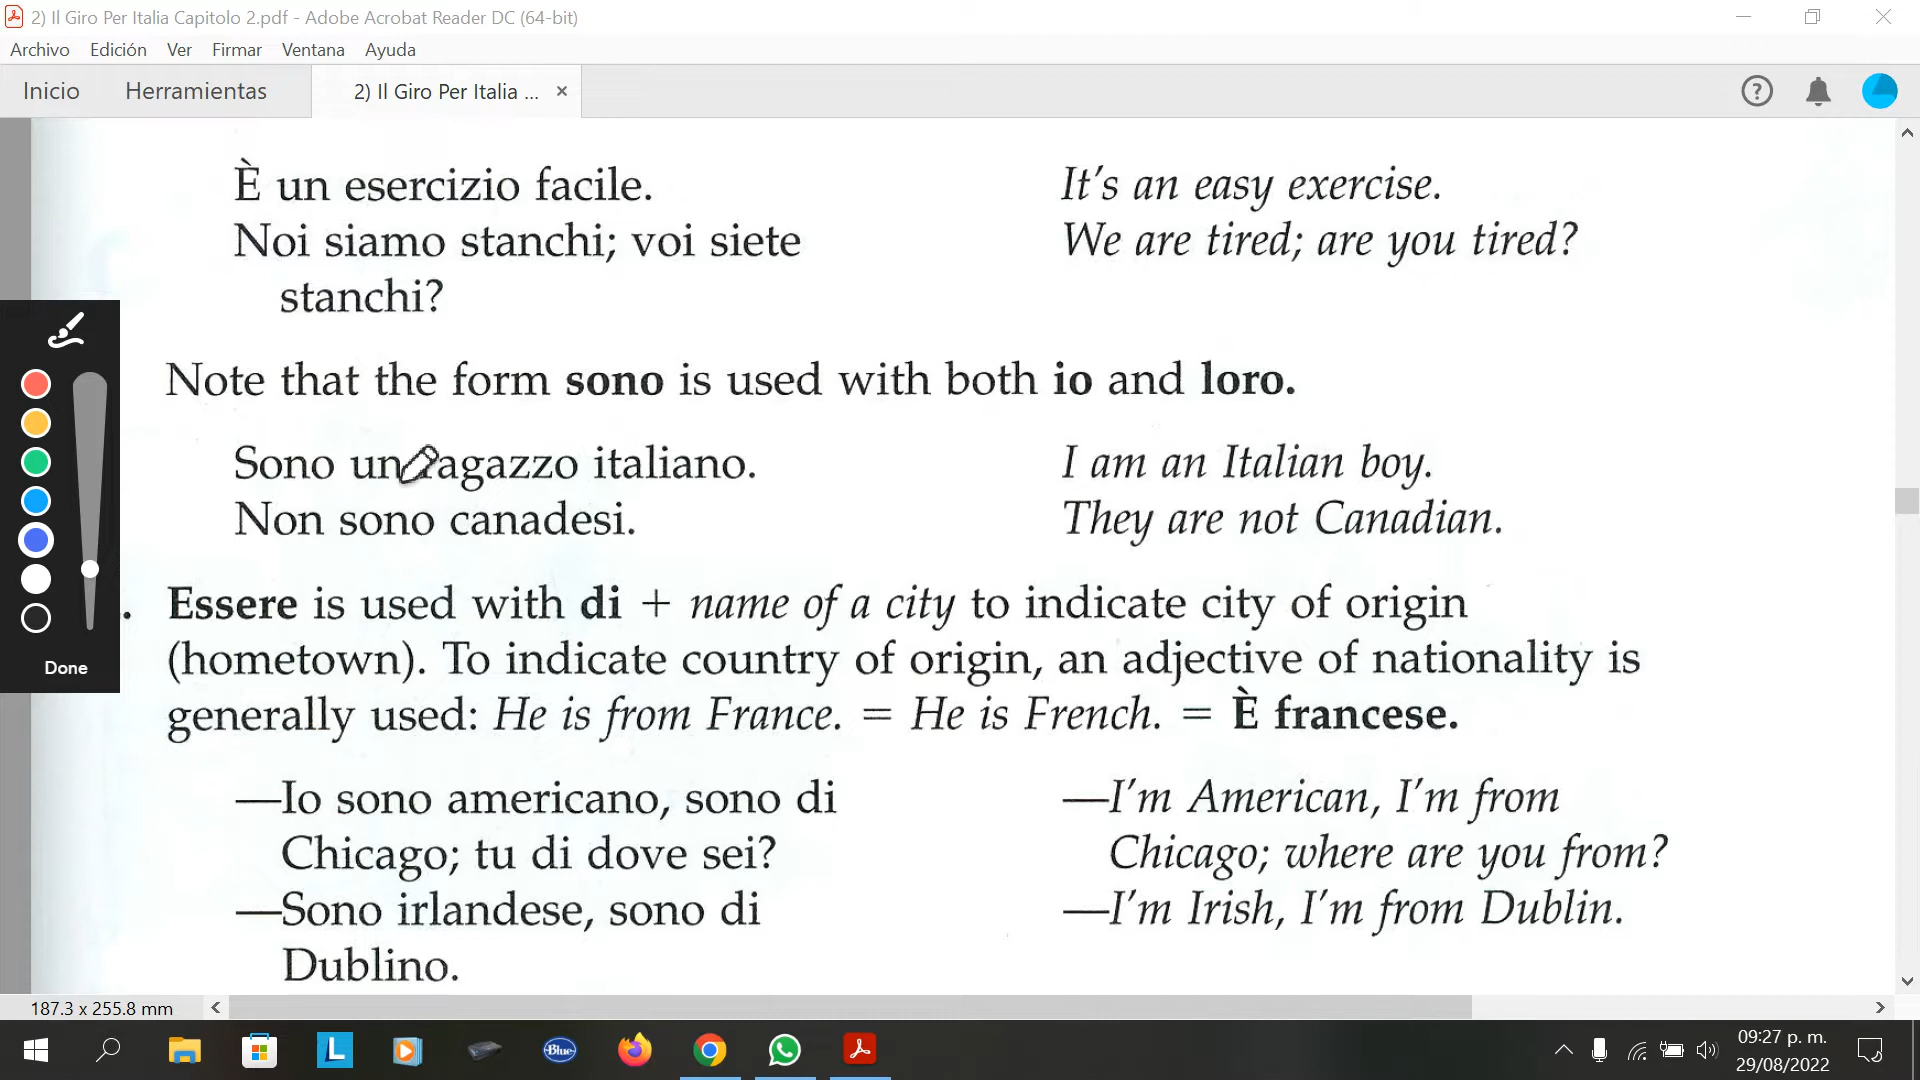 2) Il Giro Per Italia Capitolo 2.pdf - Adobe Acrobat Reader DC (64-bit)
Archivo Edición Ver Firmar Ventana Ayuda
Inicio Herramientas 2) Il Giro Per Italia ... ×
È un esercizio facile. It's an easy exercise.
Noi siamo stanchi; voi siete We are tired; are you tired?
stanchi?
Note that the form sono is used with both io and loro.
Sono un ragazzo italiano. I am an Italian boy.
Non sono canadesi. They are not Canadian.
. Essere is used with di + name of a city to indicate city of origin
(hometown). To indicate country of origin, an adjective of nationality is
generally used: He is from France. = He is French. = È francese.
—Io sono americano, sono di —I'm American, I'm from
Chicago; tu di dove sei? Chicago; where are you from?
—Sono irlandese, sono di —I'm Irish, I'm from Dublin.
Dublino.
Done
187.3 x 255.8 mm
L
Blue
09:27 p. m.
29/08/2022